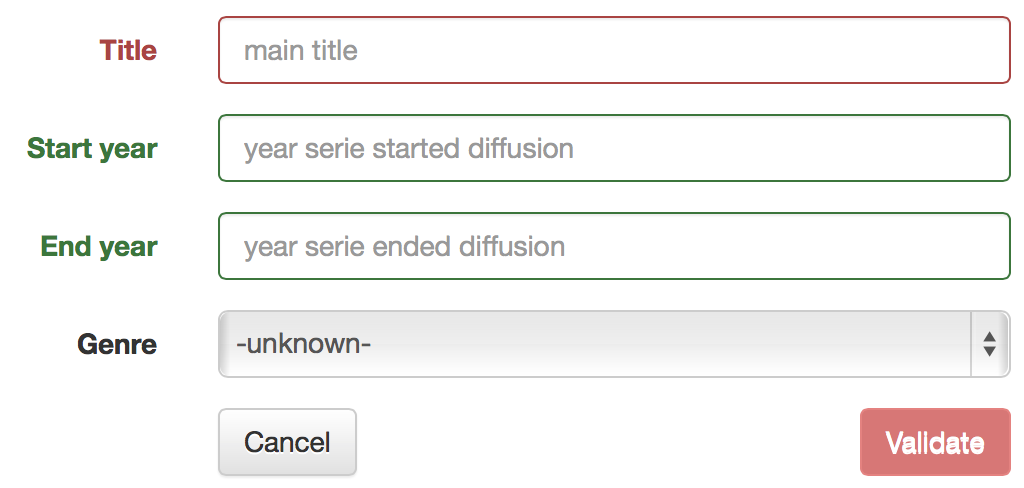 Title
main title
Start year
year serie started diffusion
End year
year serie ended diffusion
Genre
-unknown-
Cancel
Validate